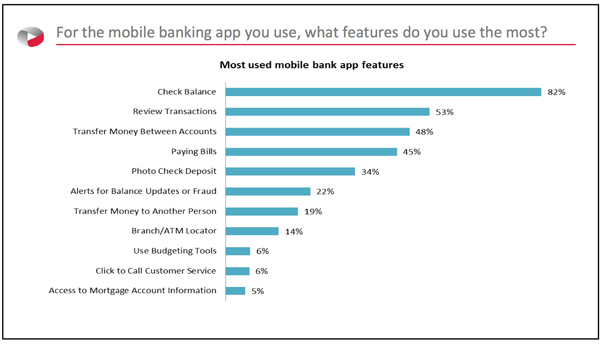 For the mobile banking app you use, what features do you use the most?
Most used mobile bank app features
Check Balance 82%
Review Transactions 53%
Transfer Money Between Accounts 48%
Paying Bills 45%
Photo Check Deposit 34%
Alerts for Balance Updates or Fraud 22%
Transfer Money to Another Person 19%
Branch/ATM Locator 14%
Use Budgeting Tools 6%
Click to Call Customer Service 6%
Access to Mortgage Account Information 5%